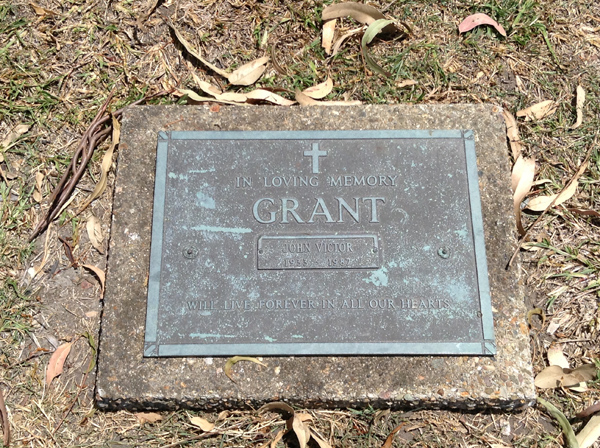 IN LOVING MEMORY
GRANT
JOHN VICTOR
WILL LIVE FOREVER IN ALL OUR HEARTS